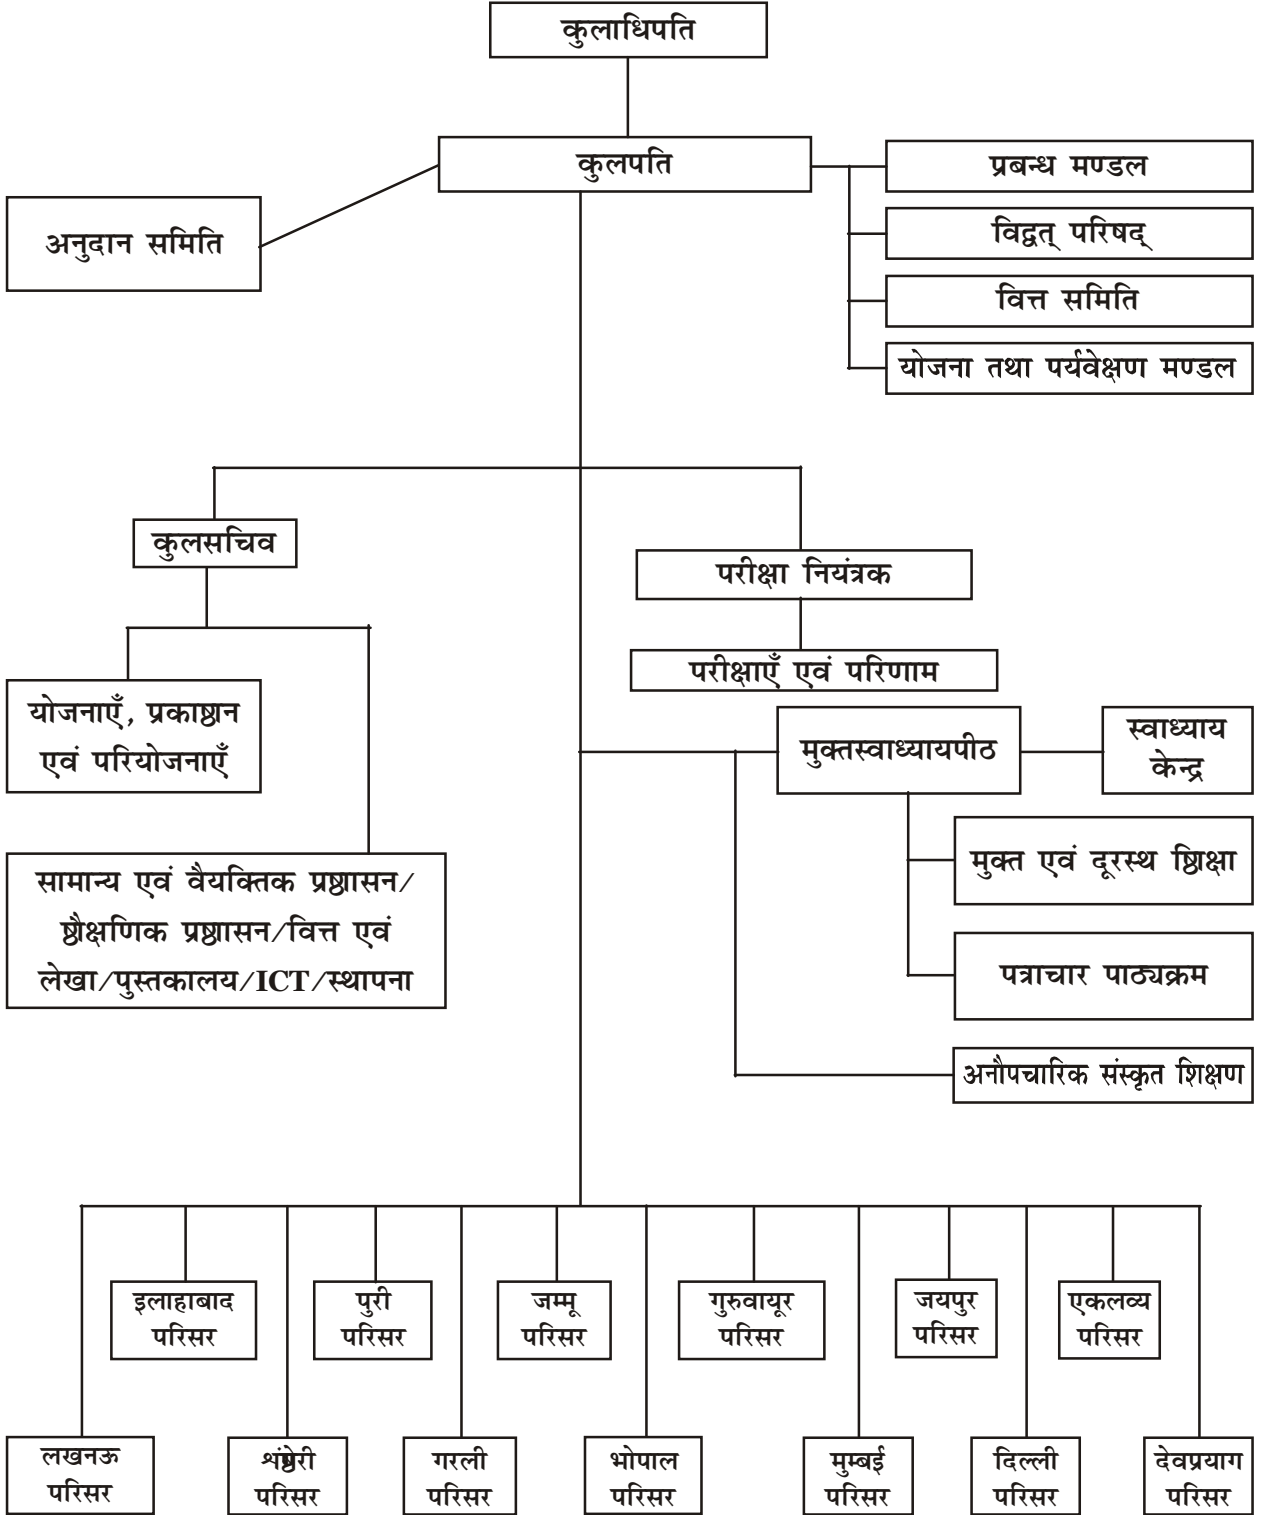 कुलाधिपति
कुलपति
प्रबन्ध मण्डल
अनुदान समिति
विद्वत् परिषद्
वित्त समिति
योजना तथा पर्यवेक्षण मण्डल
कुलसचिव
परीक्षा नियंत्रक
परीक्षाएँ एवं परिणाम
योजनाएँ, प्रकाष्ठान
एवं परियोजनाएँ
मुक्तस्वाध्यायपीठ
स्वाध्याय
केन्द्र
मुक्त एवं दूरस्थ ष्ठिाक्षा
सामान्य एवं वैयक्तिक प्रष्ठाासन/
ष्ठौक्षणिक प्रष्ठाासन/वित्त एवं
लेखा/पुस्तकालय/ICT/स्थापना
पत्राचार पाठ्यक्रम
अनौपचारिक संस्कृत शिक्षण
इलाहाबाद
परिसर
पुरी
परिसर
जम्मू
परिसर
गुरुवायूर
परिसर
जयपुर
परिसर
एकलव्य
परिसर
लखनऊ
परिसर
परिसर
गरली
परिसर
भोपाल
परिसर
मुम्बई
परिसर
दिल्ली
परिसर
देवप्रयाग
परिसर